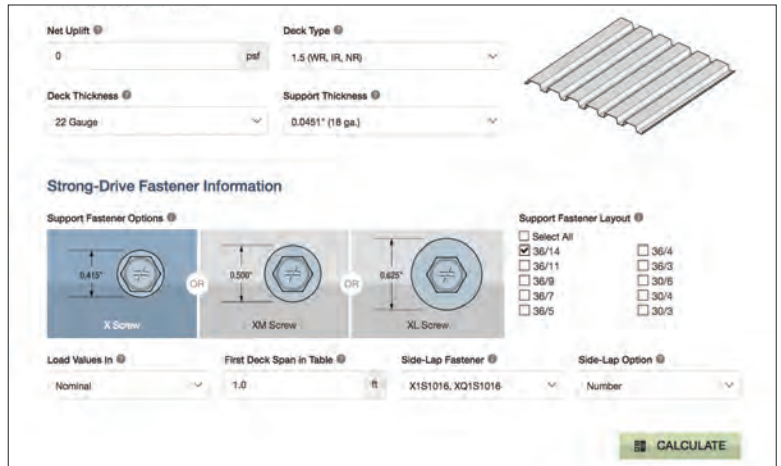 Net Uplift
Deck Type
0 psf
1.5 (WR, IR, NR)
Deck Thickness
Support Thickness
22 Gauge
0.0451" (18 ga.)
Strong-Drive Fastener Information
Support Fastener Options
Support Fastener Layout
Select All
36/14
36/4
36/11
36/3
36/9
30/6
36/7
30/4
36/5
30/3
0.415"
OR
0.500"
OR
0.625"
X Screw
XM Screw
XL Screw
Load Values In
First Deck Span in Table
Side-Lap Fastener
Side-Lap Option
Nominal
1.0 ft
X1S1016, XQ1S1016
Number
CALCULATE